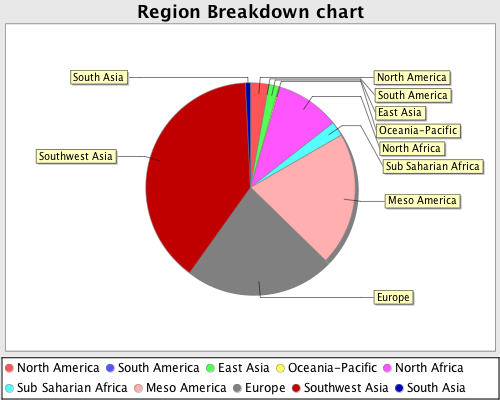 Region Breakdown chart
South Asia
North America
South America
East Asia
Oceania-Pacific
North Africa
Southwest Asia
Sub Saharian Africa
Meso America
Europe
North America South America East Asia Oceania-Pacific North Africa
Sub Saharian Africa Meso America Europe Southwest Asia South Asia